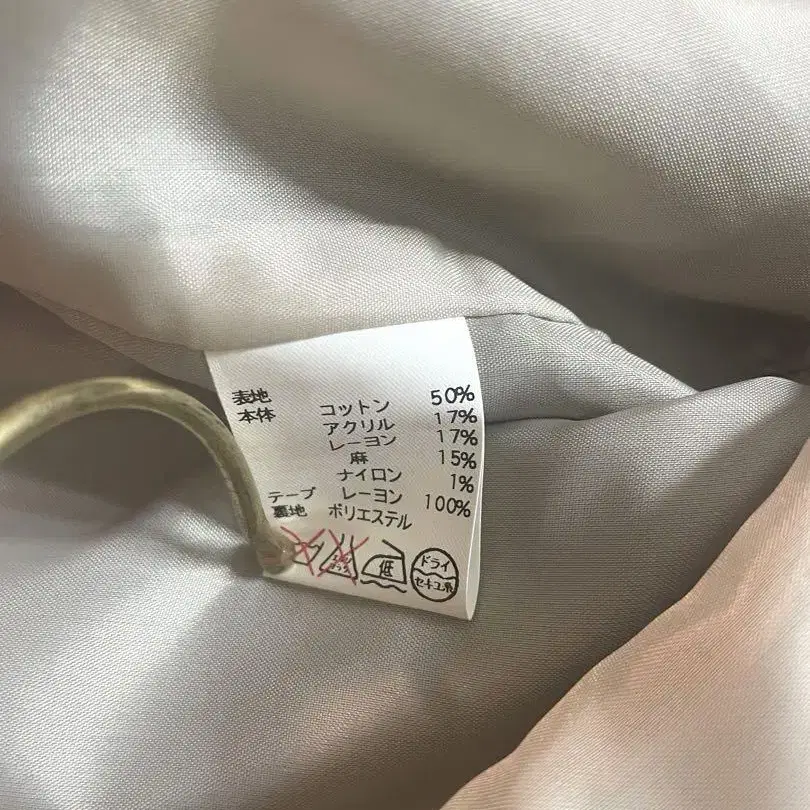 表地
本体 コットン 50%
アクリル 17%
レーヨン 17%
麻 15%
ナイロン 1%
テープ レーヨン 100%
裏地 ポリエステル
低
ドライ
セキユ系